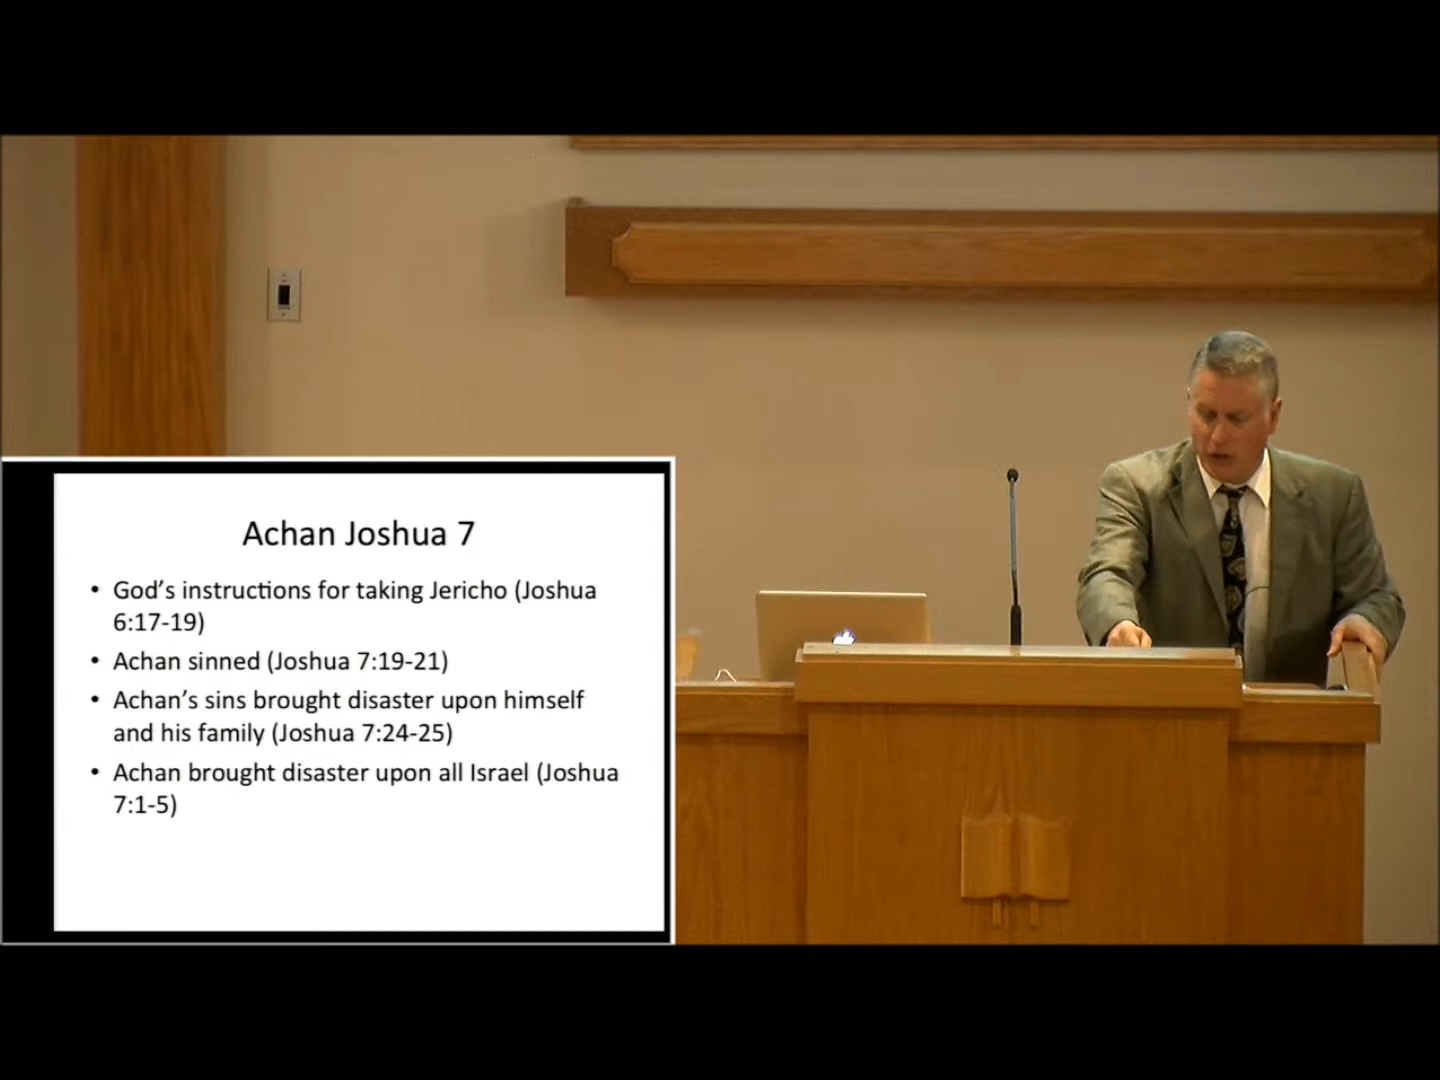 Achan Joshua 7
• God’s instructions for taking Jericho (Joshua
6:17-19)
• Achan sinned (Joshua 7:19-21)
• Achan’s sins brought disaster upon himself
and his family (Joshua 7:24-25)
• Achan brought disaster upon all Israel (Joshua
7:1-5)